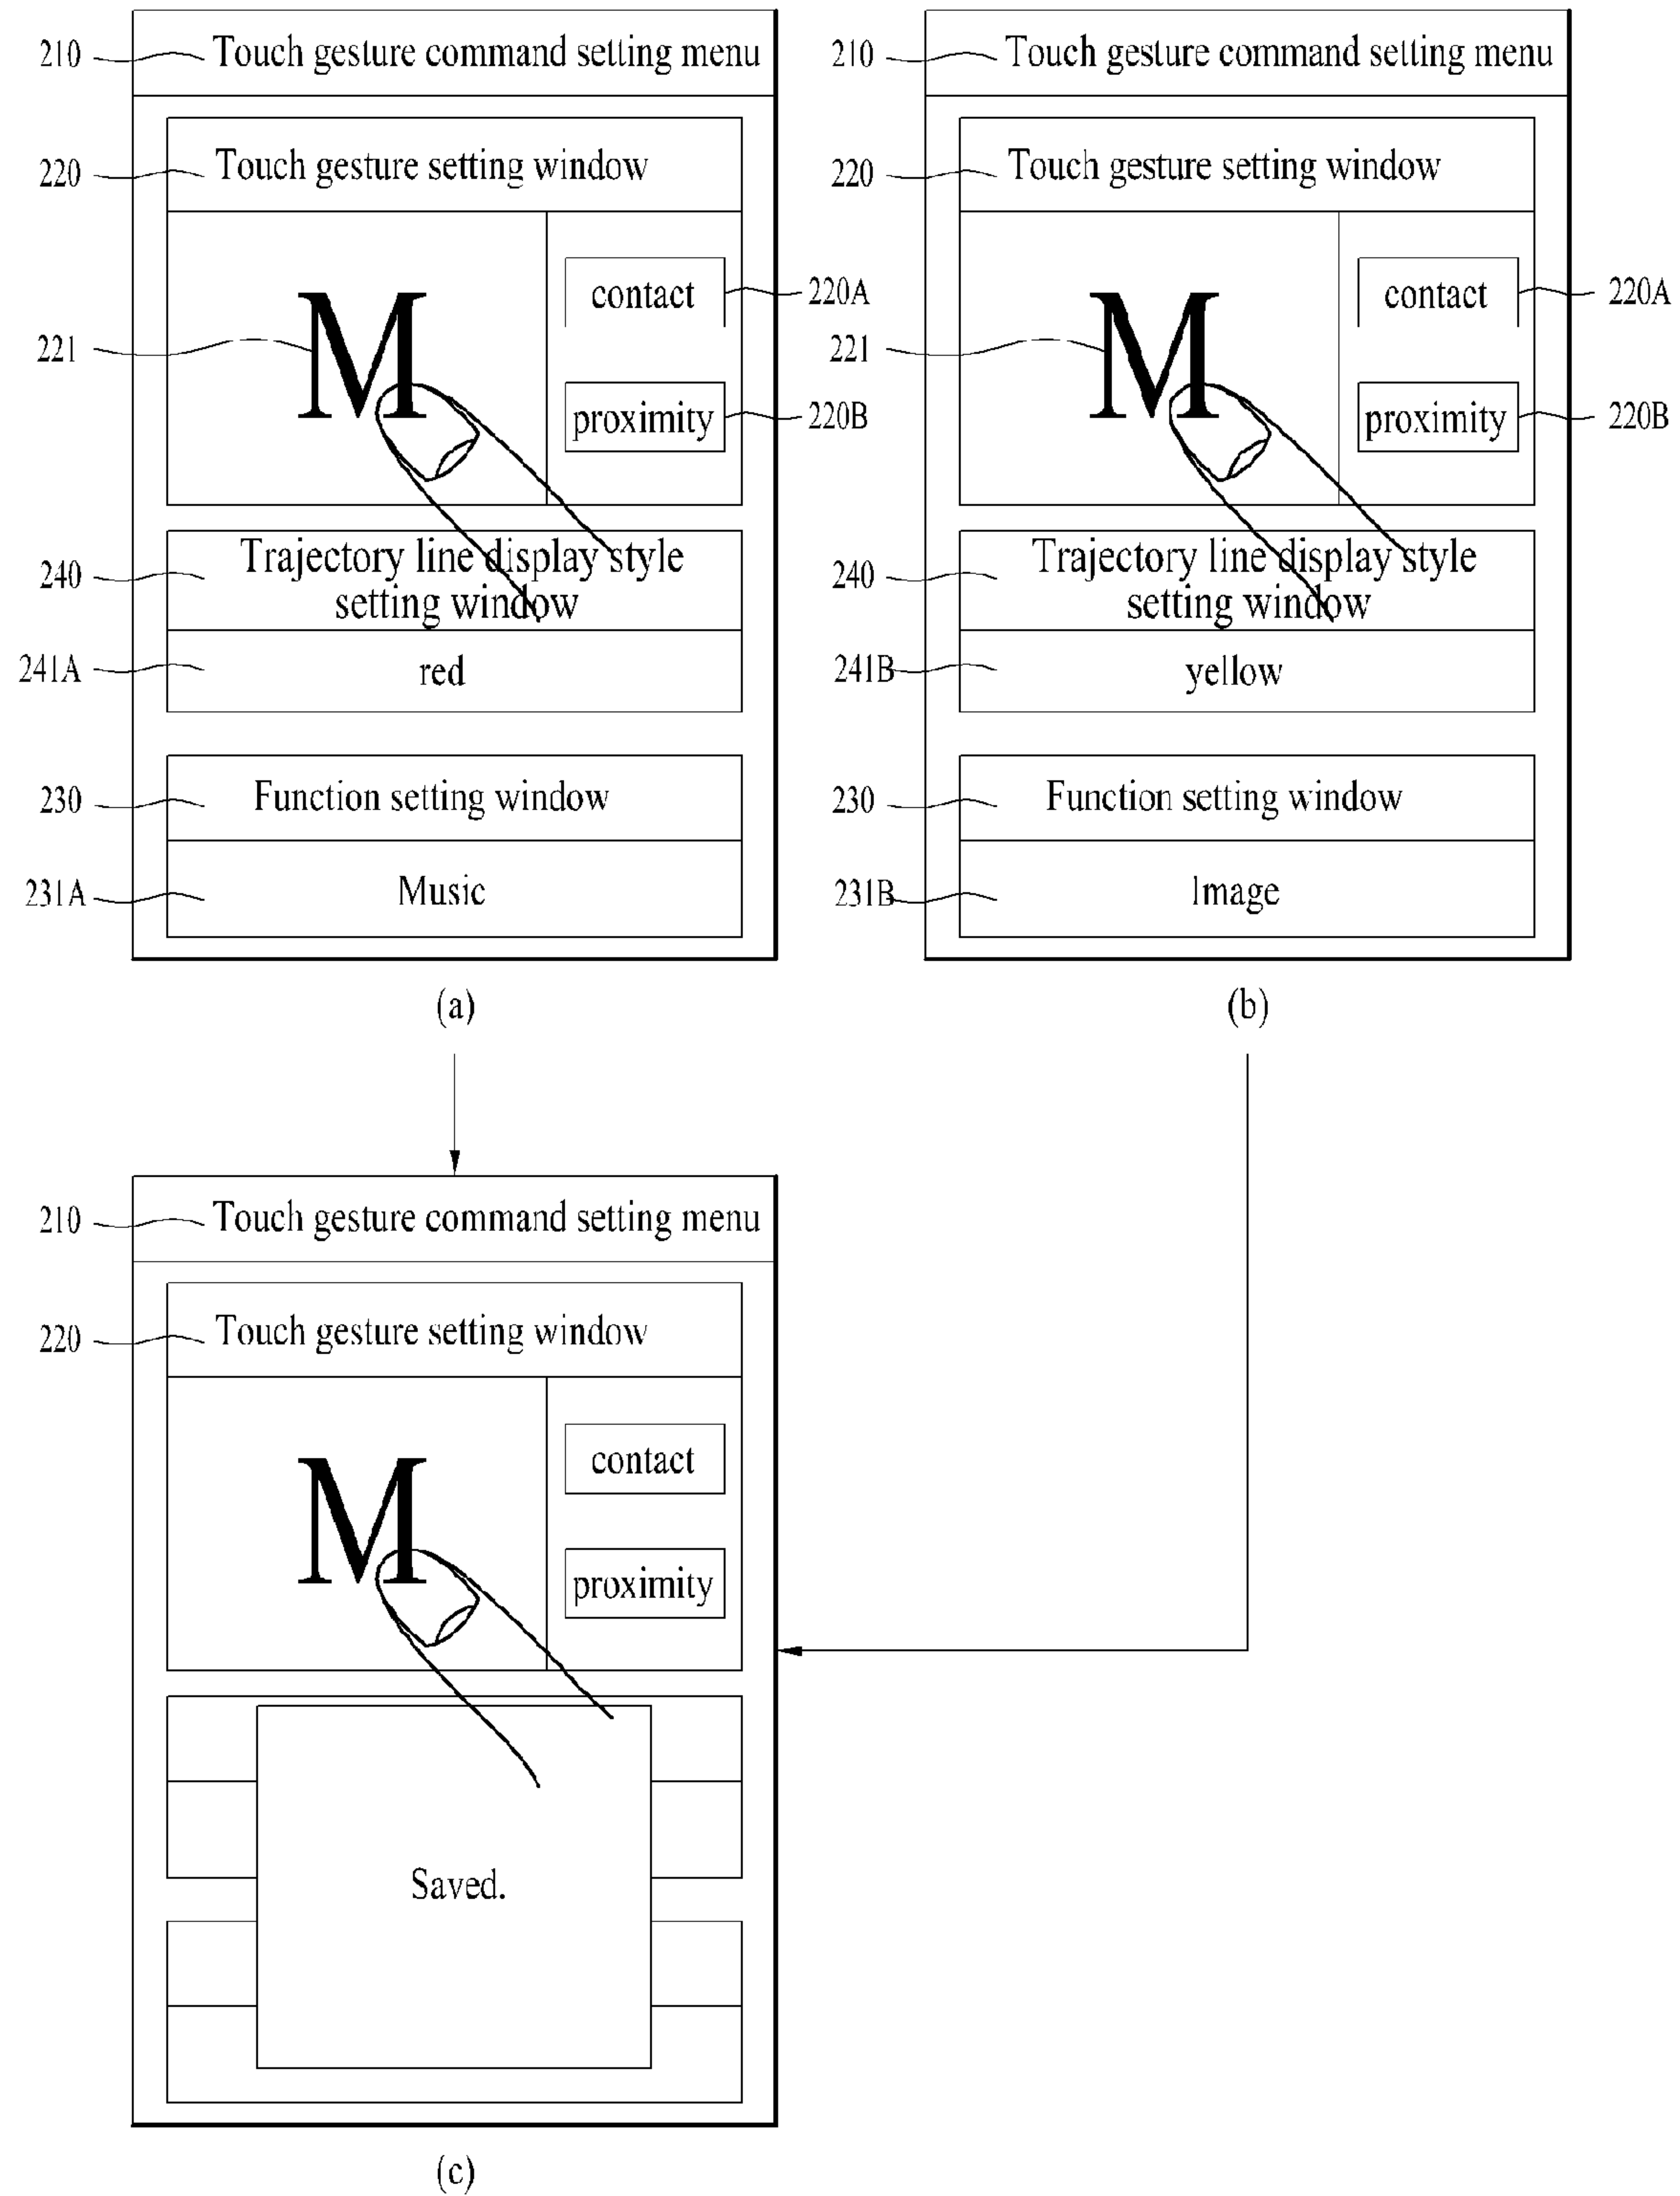 210 Touch gesture command setting menu
220 Touch gesture setting window
M
221
contact 220A
proximity 220B
240 Trajectory line display style
setting window
241A red
230 Function setting window
231A Music
(a)
210 Touch gesture command setting menu
220 Touch gesture setting window
M
221
contact 220A
proximity 220B
240 Trajectory line display style
setting window
241B yellow
230 Function setting window
231B Image
(b)
210 Touch gesture command setting menu
220 Touch gesture setting window
M
contact
proximity
Saved.
(c)